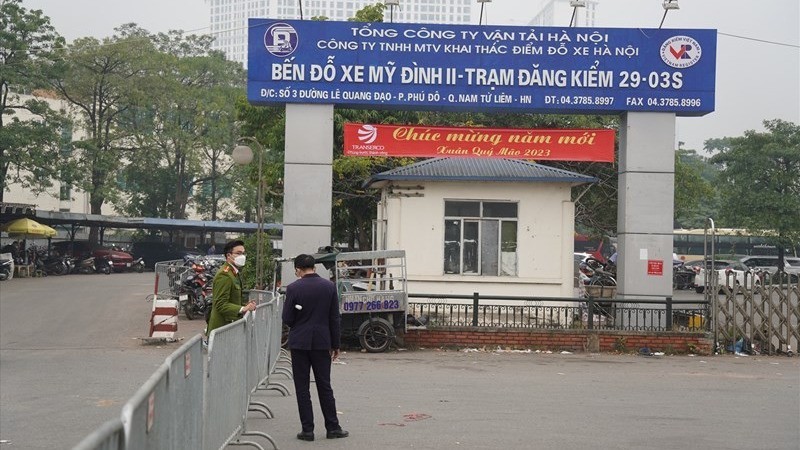 TỔNG CÔNG TY VẬN TẢI HÀ NỘI
CÔNG TY TNHH MTV KHAI THÁC ĐIỂM ĐỖ XE HÀ NỘI
BẾN ĐỖ XE MỸ ĐÌNH II - TRẠM ĐĂNG KIỂM 29-03S
Đ/C: SỐ 3 ĐƯỜNG LÊ QUANG ĐẠO - P. PHÚ ĐÔ - Q. NAM TỪ LIÊM - HN ĐT: 04.3785.8997 FAX 04.3785.8996
VIETNAM REGISTER
VR
TRANSERCO
Chúc mừng năm mới
Xuân Quý Mão 2023
0977 266 823